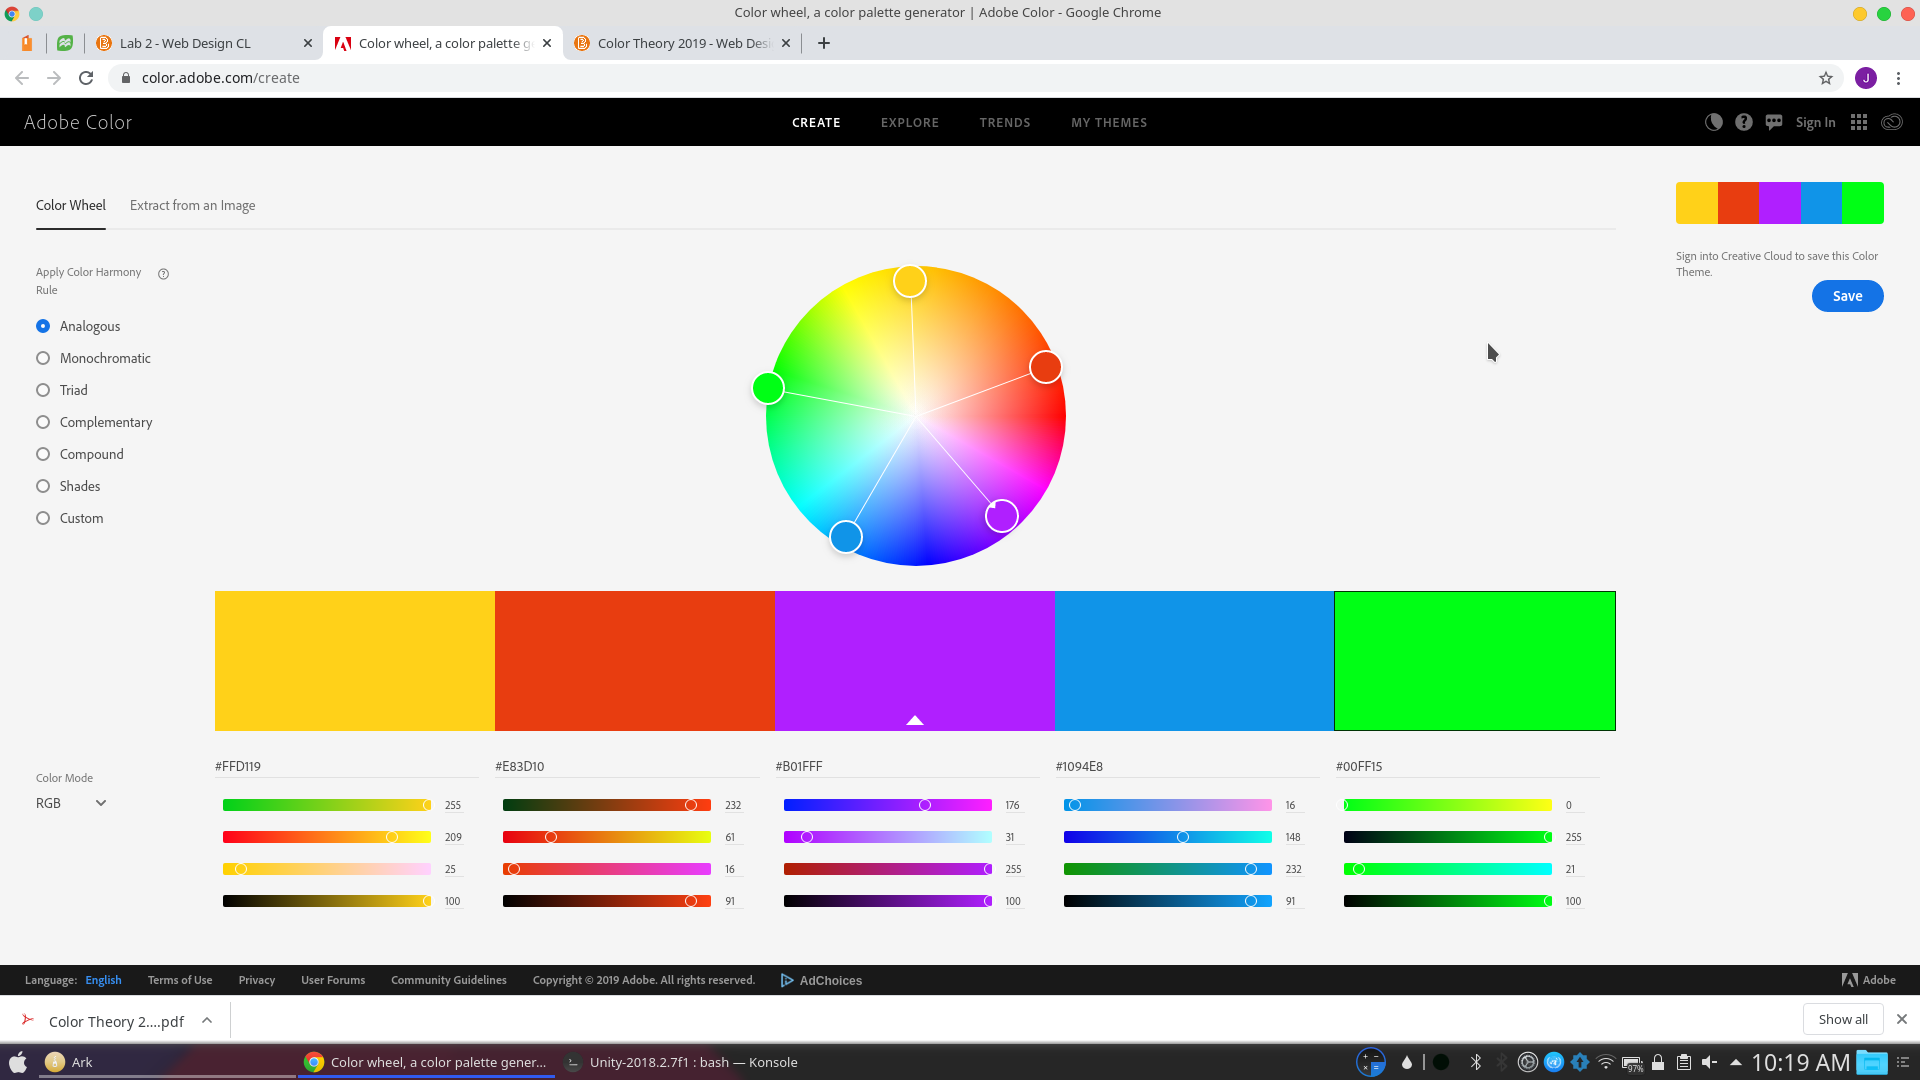 Color wheel, a color palette generator | Adobe Color - Google Chrome
Lab 2 - Web Design CL
Color wheel, a color palette g
Color Theory 2019 - Web Des
color.adobe.com/create
J
Adobe Color
CREATE
EXPLORE
TRENDS
MY THEMES
Sign In
Color Wheel
Extract from an Image
Apply Color Harmony
Rule
Analogous
Monochromatic
Triad
Complementary
Compound
Shades
Custom
Sign into Creative Cloud to save this Color
Theme.
Save
Color Mode
RGB
#FFD119
#E83D10
#B01FFF
#1094E8
#00FF15
255 232 176 16 0
209 61 31 148 255
25 16 255 232 21
100 91 100 91 100
Language: English Terms of Use Privacy User Forums Community Guidelines Copyright © 2019 Adobe. All rights reserved. AdChoices
Adobe
Color Theory 2....pdf
Show all
Ark
Color wheel, a color palette gener...
Unity-2018.2.7f1 : bash — Konsole
97%
10:19 AM